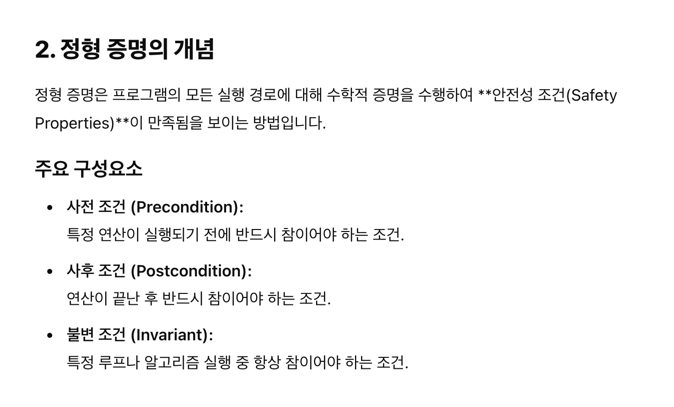 2. 정형 증명의 개념
정형 증명은 프로그램의 모든 실행 경로에 대해 수학적 증명을 수행하여 **안전성 조건(Safety
Properties)**이 만족됨을 보이는 방법입니다.
주요 구성요소
• 사전 조건 (Precondition):
특정 연산이 실행되기 전에 반드시 참이어야 하는 조건.
• 사후 조건 (Postcondition):
연산이 끝난 후 반드시 참이어야 하는 조건.
• 불변 조건 (Invariant):
특정 루프나 알고리즘 실행 중 항상 참이어야 하는 조건.